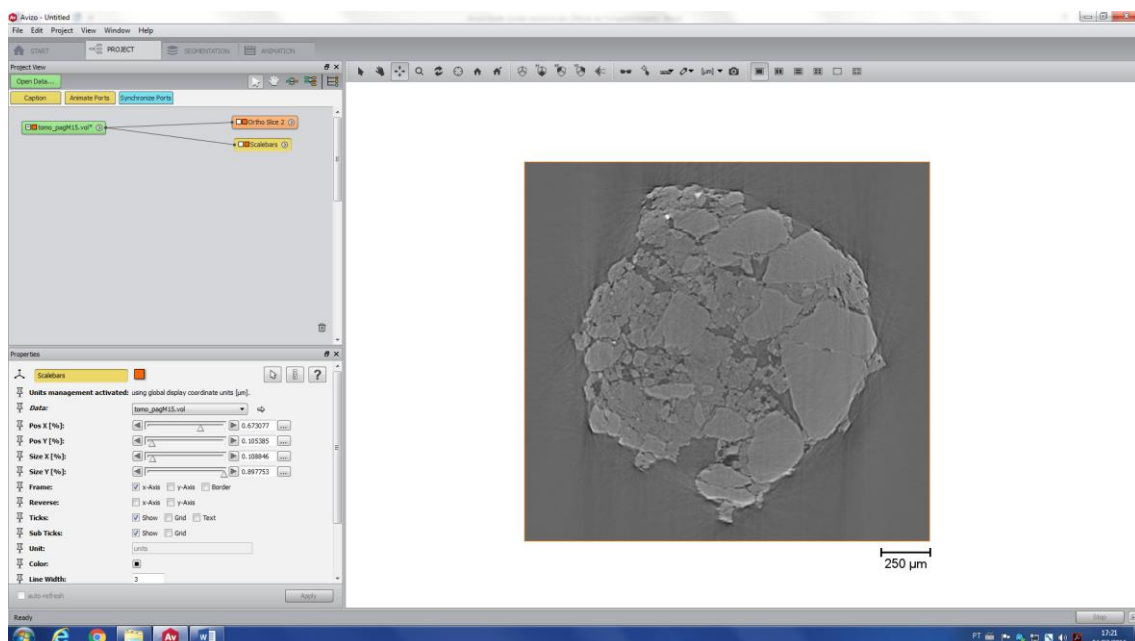 Avizo - Untitled
File Edit Project View Window Help
START PROJECT SEGMENTATION ANIMATION
Project View
Open Data...
Caption Animate Ports Synchronize Ports
tomo_pagM15.vol* Ortho Slice 2
Scalebars
Properties
Scalebars
Units management activated: using global display coordinate units [µm].
Data: tomo_pagM15.vol
Pos X [%]: 0.673077
Pos Y [%]: 0.105385
Size X [%]: 0.108846
Size Y [%]: 0.897753
Frame: x-Axis y-Axis Border
Reverse: x-Axis y-Axis
Ticks: Show Grid Text
Sub Ticks: Show Grid
Unit: units
Color:
Line Width: 3
auto-refresh Apply
Ready
Stop
250 µm
PT 17:21